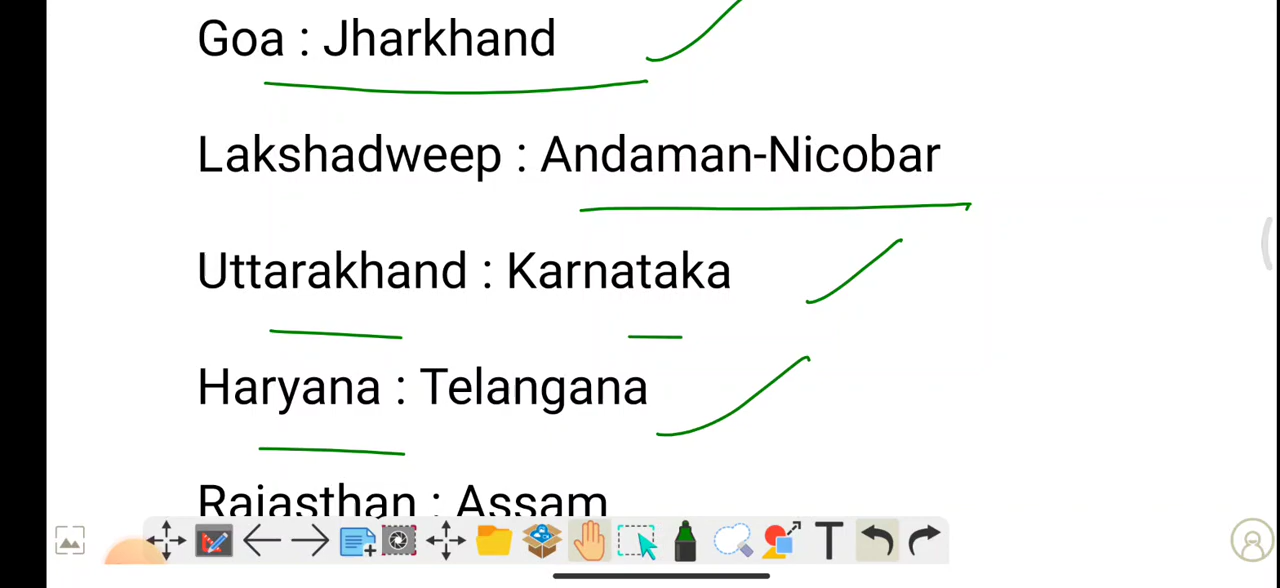 Goa : Jharkhand
Lakshadweep : Andaman-Nicobar
Uttarakhand : Karnataka
Haryana : Telangana
Rajasthan : Assam
T